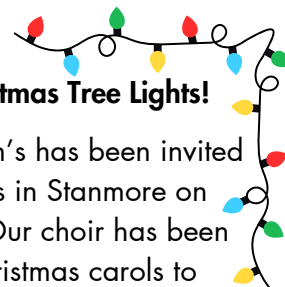 tmas Tree Lights!
n's has been invited
s in Stanmore on
Our choir has been
ristmas carols to